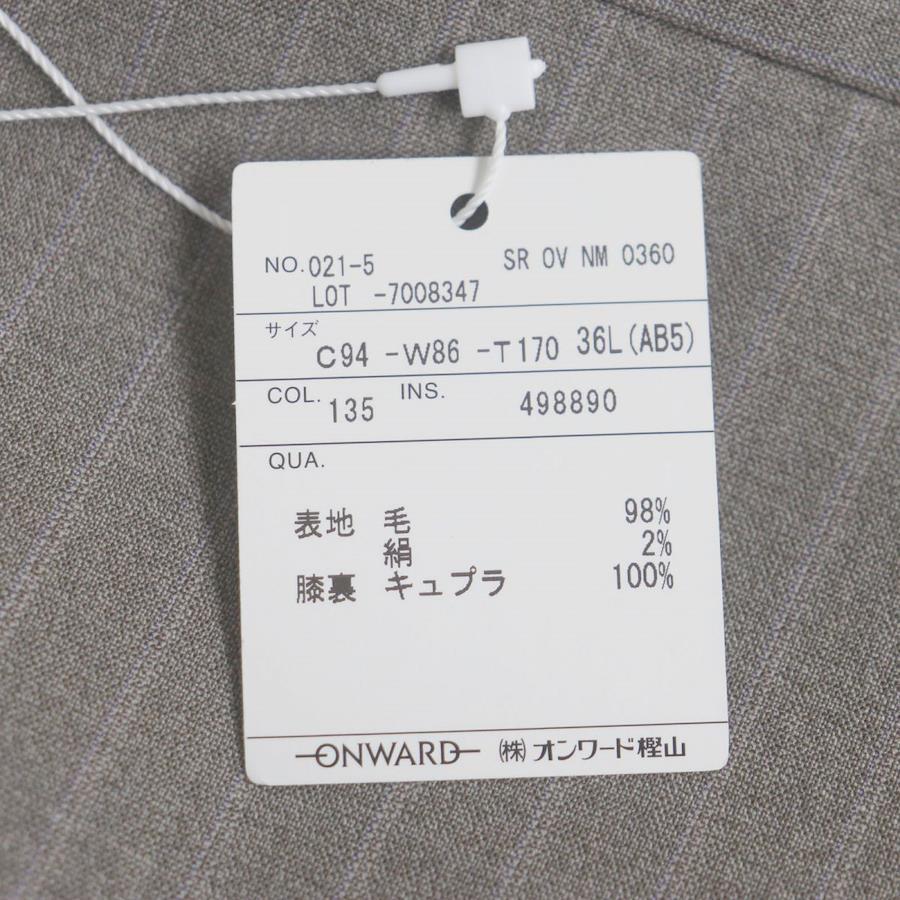 NO. 021-5 SR OV NM 0360
LOT -7008347
サイズ
C94 -W86 -T170 36L(AB5)
COL. 135 INS. 498890
QUA.
表地 毛 98%
絹 2%
膝裏 キュプラ 100%
ONWARD ㈱オンワード樫山